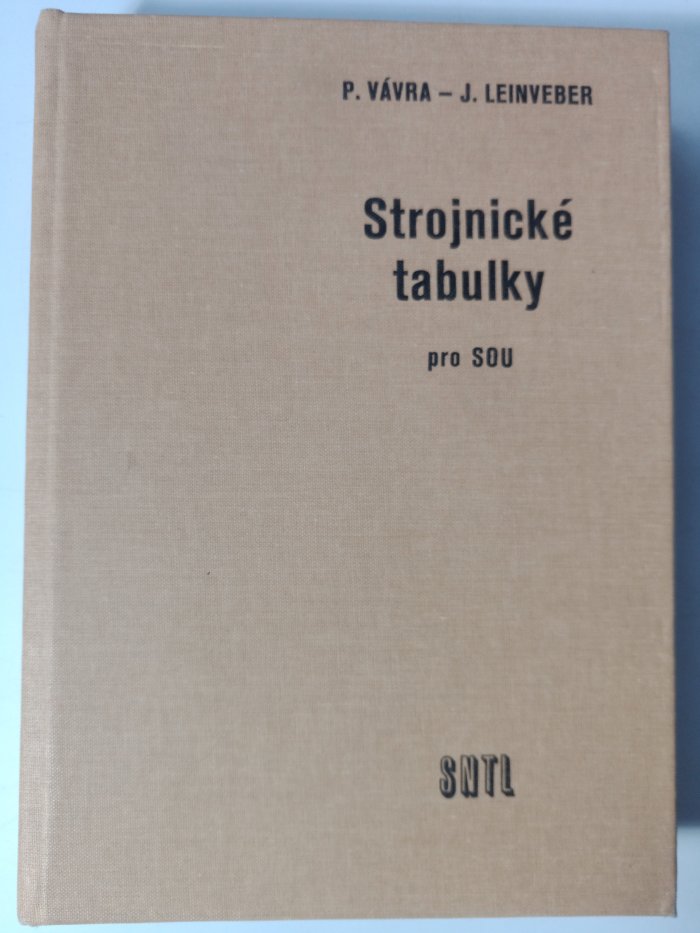 P. VÁVRA – J. LEINVEBER
Strojnické
tabulky
pro SOU
SNTL